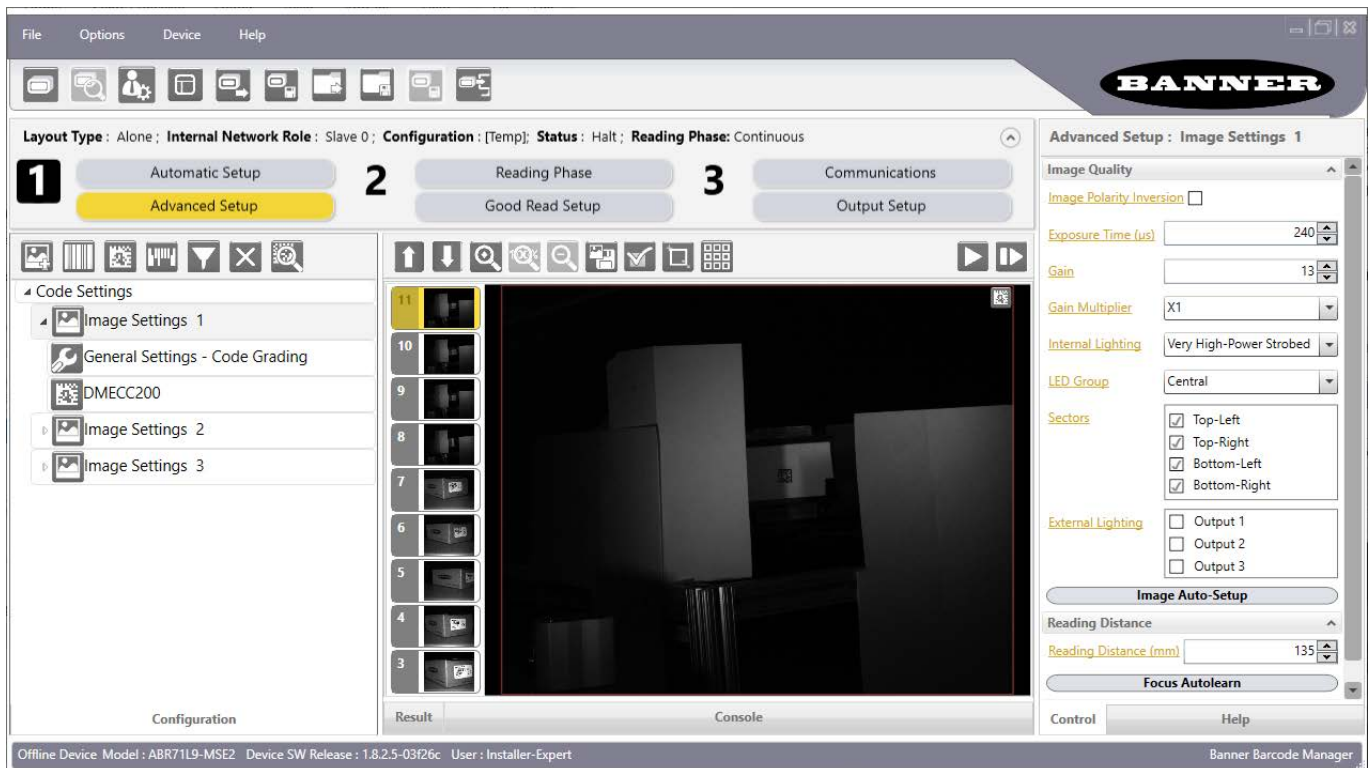 File Options Device Help
BANNER
Layout Type : Alone ; Internal Network Role : Slave 0 ; Configuration : [Temp]; Status : Halt ; Reading Phase: Continuous
1 Automatic Setup 2 Reading Phase 3 Communications
Advanced Setup Good Read Setup Output Setup
Code Settings
Image Settings 1
General Settings - Code Grading
DMECC200
Image Settings 2
Image Settings 3
Configuration
11
10
9
8
7
6
5
4
3
Result Console
Advanced Setup : Image Settings 1
Image Quality
Image Polarity Inversion
Exposure Time (µs) 240
Gain 13
Gain Multiplier X1
Internal Lighting Very High-Power Strobed
LED Group Central
Sectors Top-Left
Top-Right
Bottom-Left
Bottom-Right
External Lighting Output 1
Output 2
Output 3
Image Auto-Setup
Reading Distance
Reading Distance (mm) 135
Focus Autolearn
Control Help
Offline Device Model : ABR71L9-MSE2 Device SW Release : 1.8.2.5-03f26c User : Installer-Expert Banner Barcode Manager